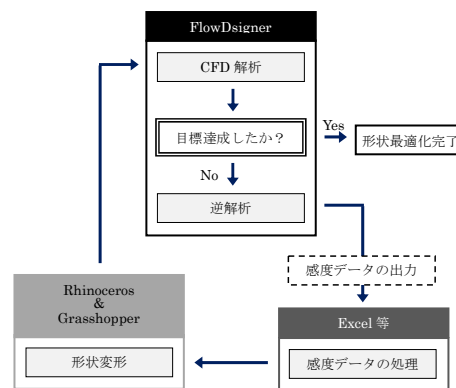 FlowDsigner
CFD 解析
目標達成したか？
Yes
形状最適化完了
No
逆解析
感度データの出力
Rhinoceros
&
Grasshopper
Excel 等
形状変形
感度データの処理